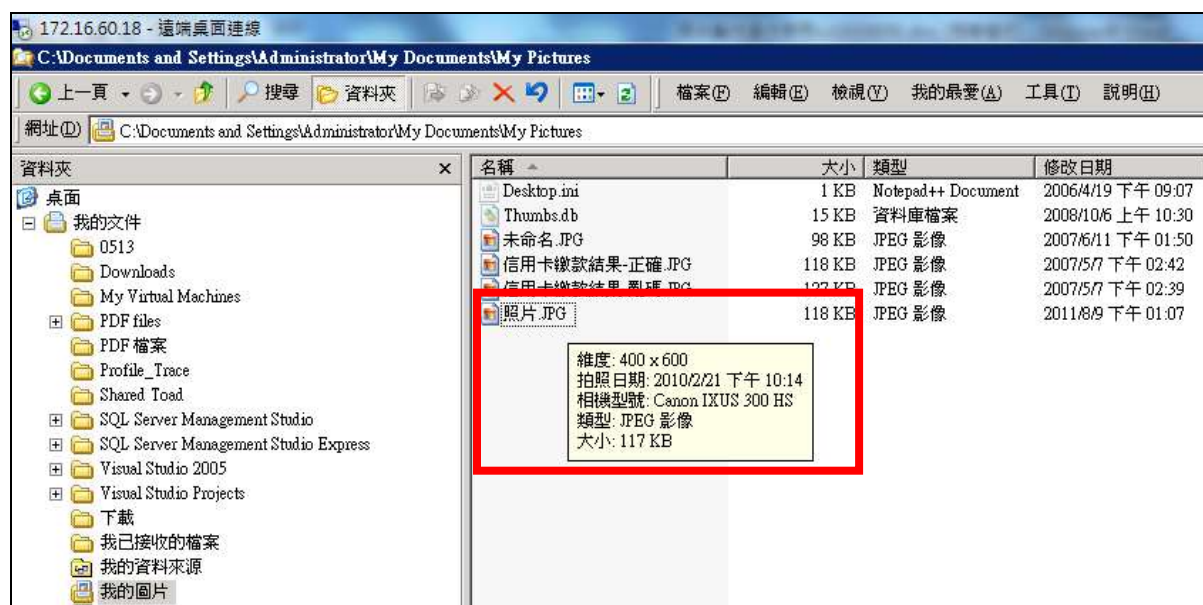 172.16.60.18 - 遠端桌面連線
C:\Documents and Settings\Administrator\My Documents\My Pictures
上一頁 搜尋 資料夾 檔案(F) 編輯(E) 檢視(V) 我的最愛(A) 工具(T) 說明(H)
網址(D) C:\Documents and Settings\Administrator\My Documents\My Pictures
資料夾
桌面
我的文件
0513
Downloads
My Virtual Machines
PDF files
PDF 檔案
Profile_Trace
Shared Toad
SQL Server Management Studio
SQL Server Management Studio Express
Visual Studio 2005
Visual Studio Projects
下載
我已接收的檔案
我的資料來源
我的圖片
名稱 大小 類型 修改日期
Desktop.ini 1 KB Notepad++ Document 2006/4/19 下午 09:07
Thumbs.db 15 KB 資料庫檔案 2008/10/6 上午 10:30
未命名.JPG 98 KB JPEG 影像 2007/6/11 下午 01:50
信用卡繳款結果-正確.JPG 118 KB JPEG 影像 2007/5/7 下午 02:42
信用卡繳款結果-亂碼.JPG 127 KB JPEG 影像 2007/5/7 下午 02:39
照片.JPG 118 KB JPEG 影像 2011/8/9 下午 01:07
維度: 400 x 600
拍照日期: 2010/2/21 下午 10:14
相機型號: Canon IXUS 300 HS
類型: JPEG 影像
大小: 117 KB